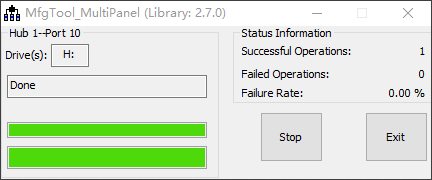 MfgTool_MultiPanel (Library: 2.7.0)
Hub 1--Port 10
Drive(s): H:
Done
Status Information
Successful Operations: 1
Failed Operations: 0
Failure Rate: 0.00 %
Stop
Exit